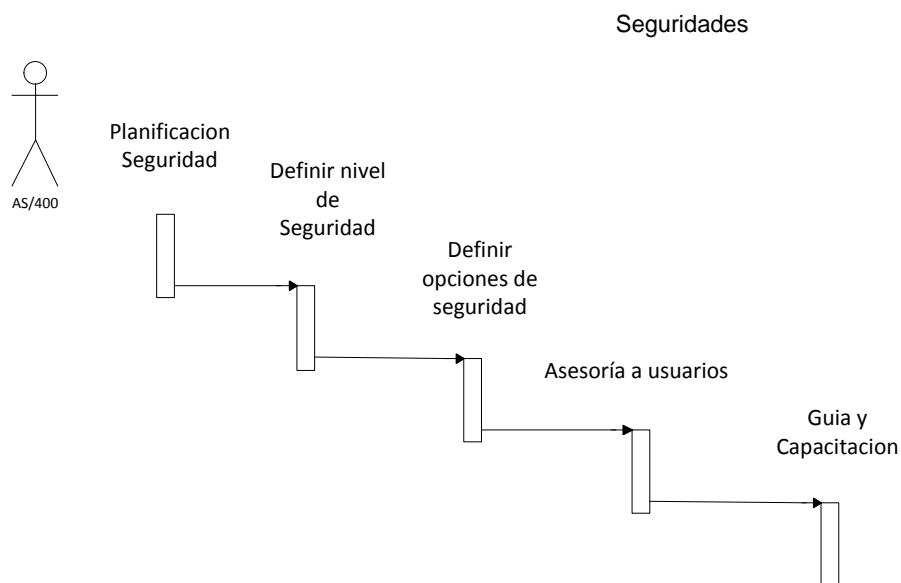 Seguridades
AS/400
Planificacion
Seguridad
Definir nivel
de
Seguridad
Definir
opciones de
seguridad
Asesoría a usuarios
Guia y
Capacitacion